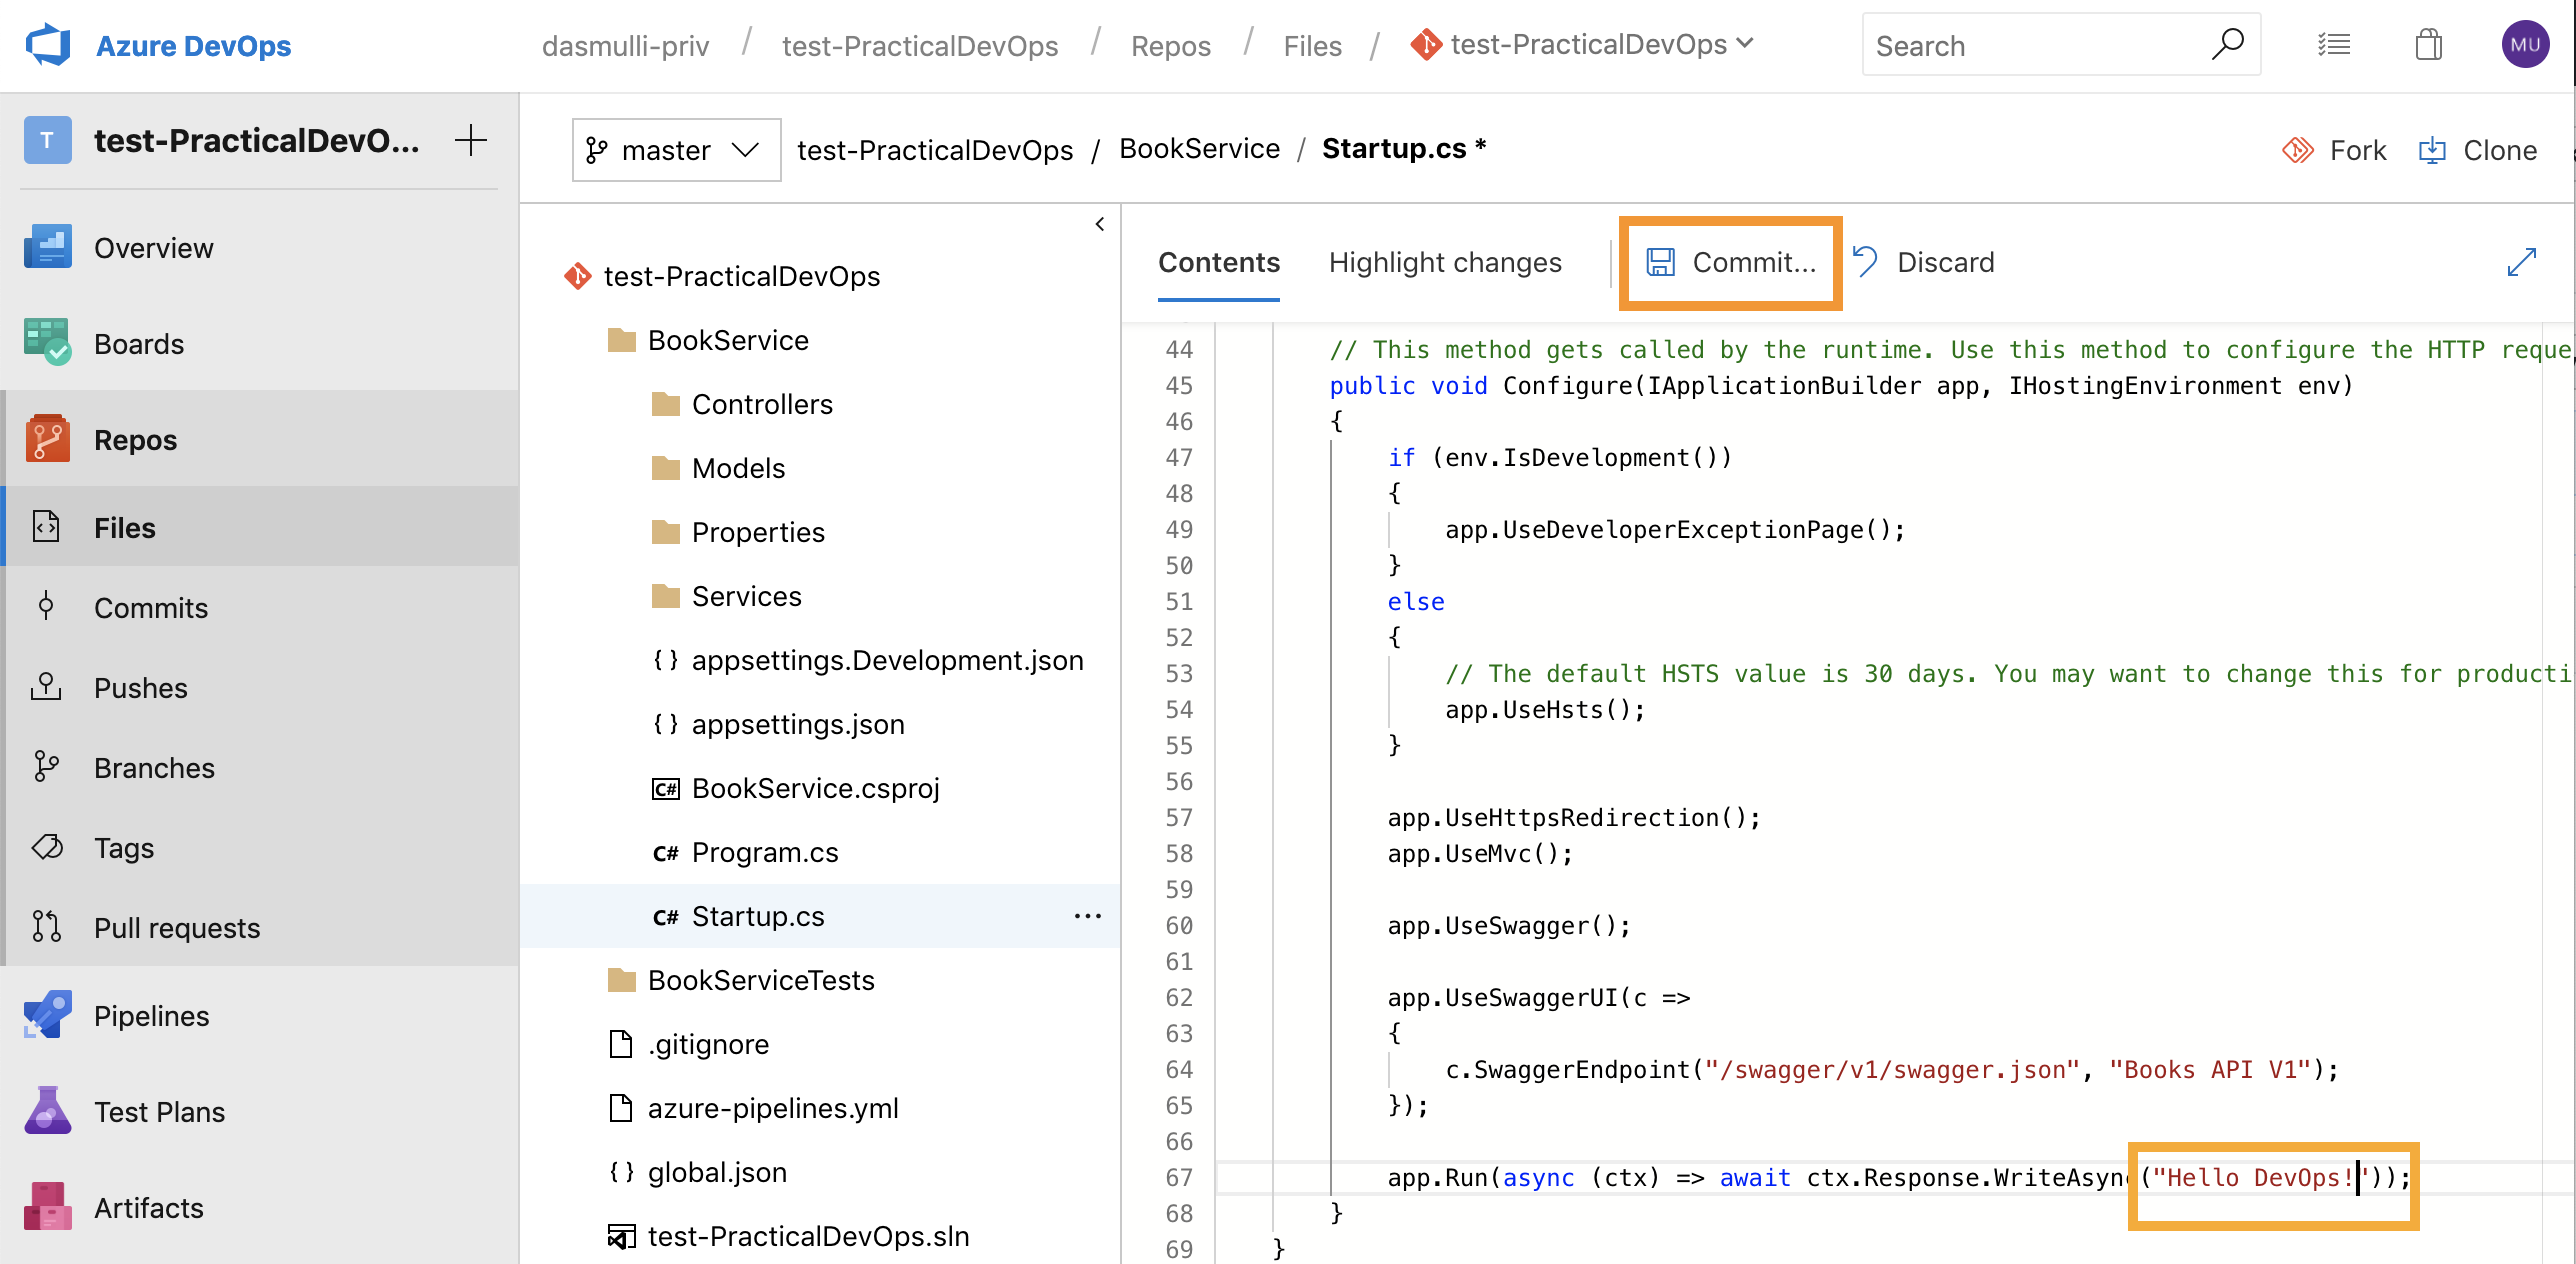 Azure DevOps
dasmulli-priv / test-PracticalDevOps / Repos / Files / test-PracticalDevOps
Search
MU
T test-PracticalDevO...
Overview
Boards
Repos
Files
Commits
Pushes
Branches
Tags
Pull requests
Pipelines
Test Plans
Artifacts
master
test-PracticalDevOps / BookService / Startup.cs *
Fork
Clone
test-PracticalDevOps
BookService
Controllers
Models
Properties
Services
{ } appsettings.Development.json
{ } appsettings.json
C# BookService.csproj
C# Program.cs
C# Startup.cs ...
BookServiceTests
.gitignore
azure-pipelines.yml
{ } global.json
test-PracticalDevOps.sln
Contents
Highlight changes
Commit...
Discard
44 // This method gets called by the runtime. Use this method to configure the HTTP reque
45 public void Configure(IApplicationBuilder app, IHostingEnvironment env)
46 {
47 if (env.IsDevelopment())
48 {
49 app.UseDeveloperExceptionPage();
50 }
51 else
52 {
53 // The default HSTS value is 30 days. You may want to change this for producti
54 app.UseHsts();
55 }
56
57 app.UseHttpsRedirection();
58 app.UseMvc();
59
60 app.UseSwagger();
61
62 app.UseSwaggerUI(c =>
63 {
64 c.SwaggerEndpoint("/swagger/v1/swagger.json", "Books API V1");
65 });
66
67 app.Run(async (ctx) => await ctx.Response.WriteAsync("Hello DevOps!"));
68 }
69 }